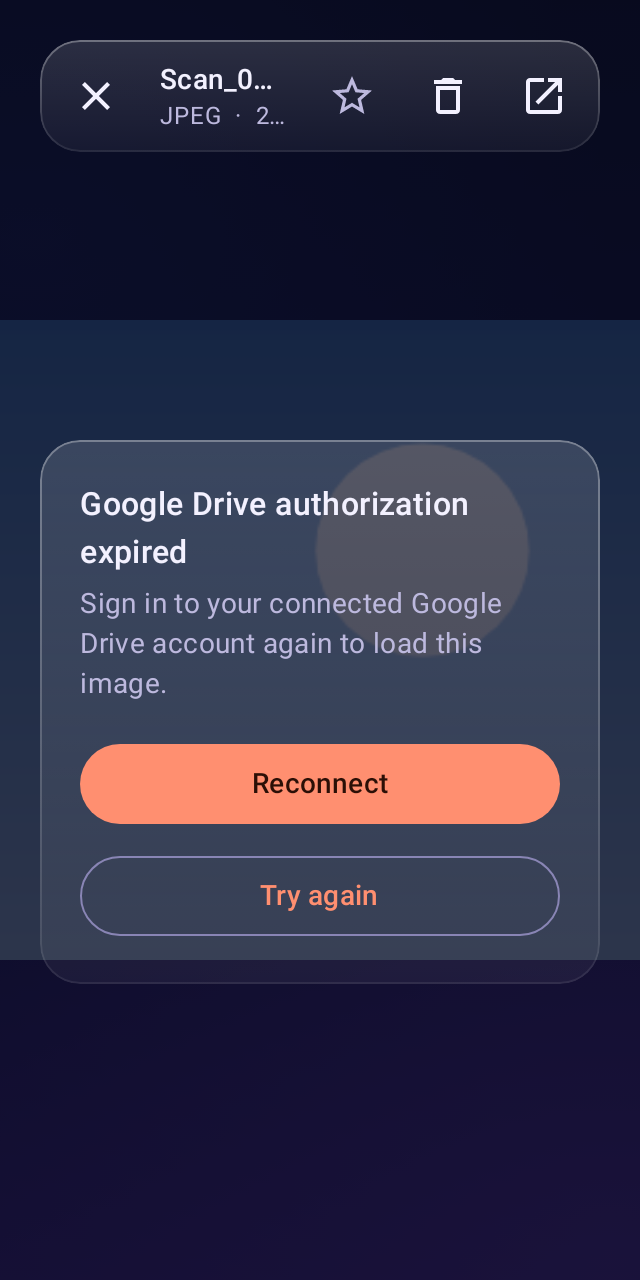 Scan_0…
JPEG · 2…
Google Drive authorization
expired
Sign in to your connected Google
Drive account again to load this
image.
Reconnect
Try again